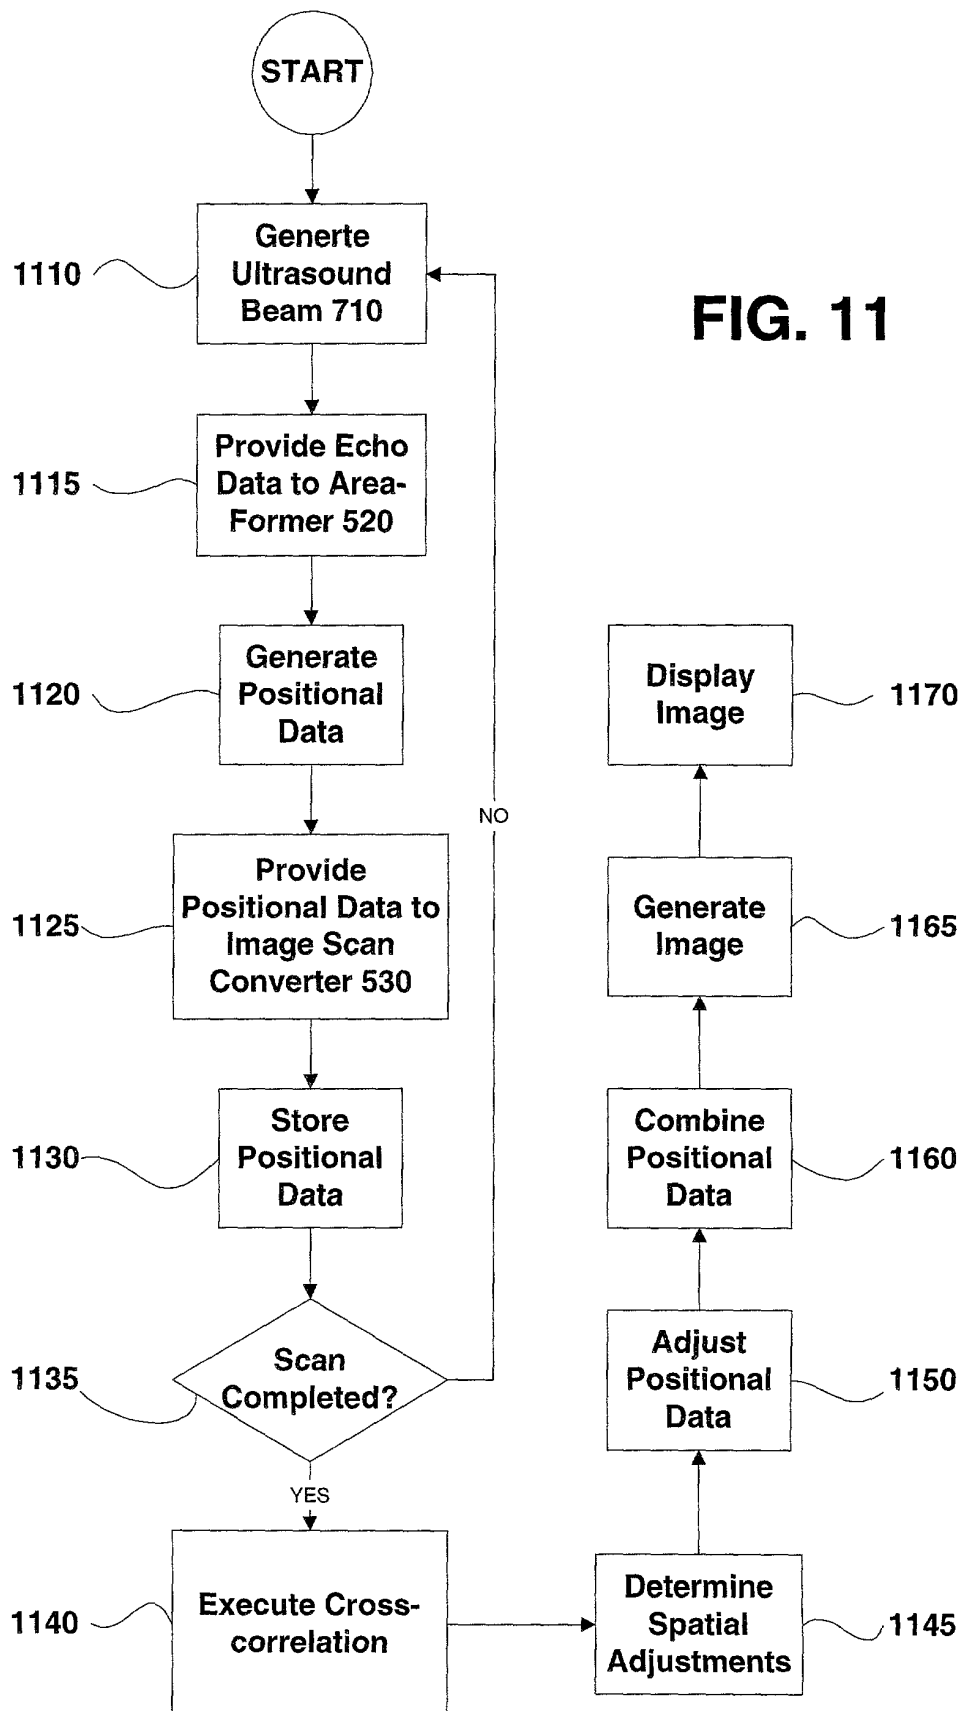 START
Generte
Ultrasound
Beam 710
1110
FIG. 11
Provide Echo
Data to Area-
Former 520
1115
Generate
Positional
Data
1120
Provide
Positional Data to
Image Scan
Converter 530
1125
NO
Store
Positional
Data
1130
Scan
Completed?
1135
YES
Execute Cross-
correlation
1140
Determine
Spatial
Adjustments
1145
Adjust
Positional
Data
1150
Combine
Positional
Data
1160
Generate
Image
1165
Display
Image
1170